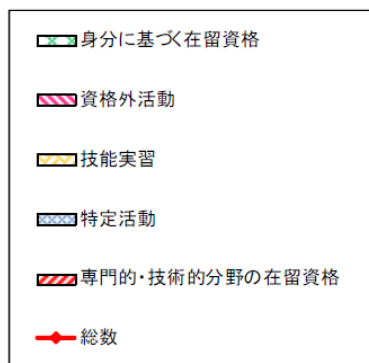 身分に基づく在留資格
資格外活動
技能実習
特定活動
専門的・技術的分野の在留資格
総数